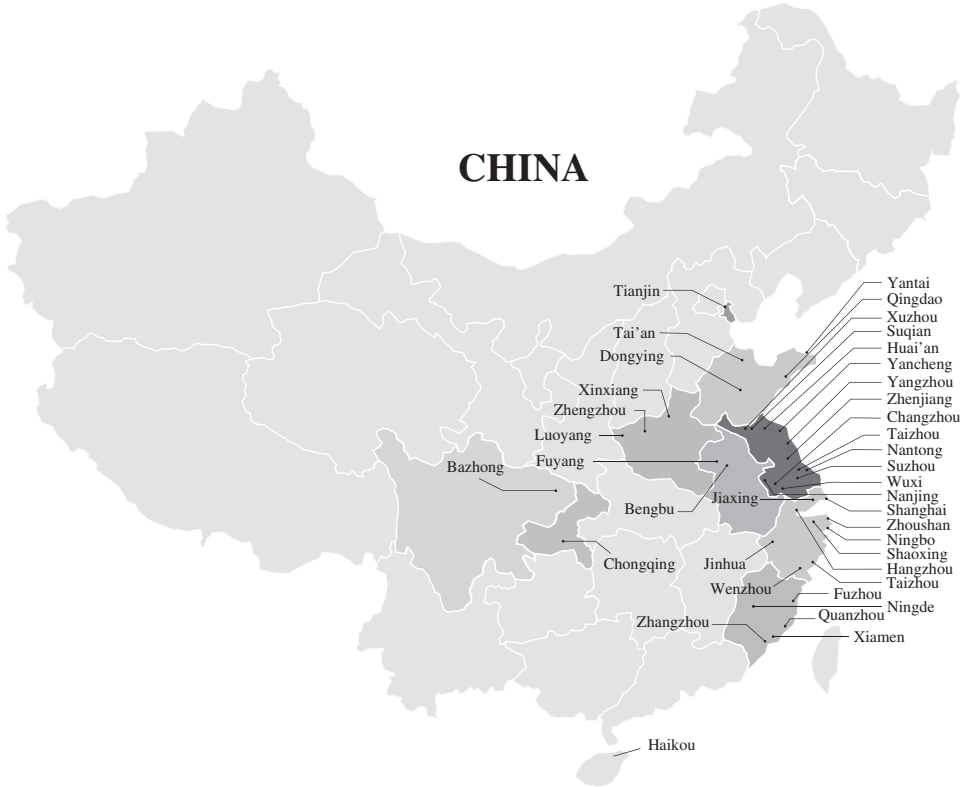 CHINA
Tianjin
Tai’an
Dongying
Xinxiang
Zhengzhou
Luoyang
Fuyang
Bazhong
Bengbu
Jiaxing
Chongqing
Jinhua
Wenzhou
Zhangzhou
Haikou
Yantai
Qingdao
Xuzhou
Suqian
Huai’an
Yancheng
Yangzhou
Zhenjiang
Changzhou
Taizhou
Nantong
Suzhou
Wuxi
Nanjing
Shanghai
Zhoushan
Ningbo
Shaoxing
Hangzhou
Taizhou
Fuzhou
Ningde
Quanzhou
Xiamen